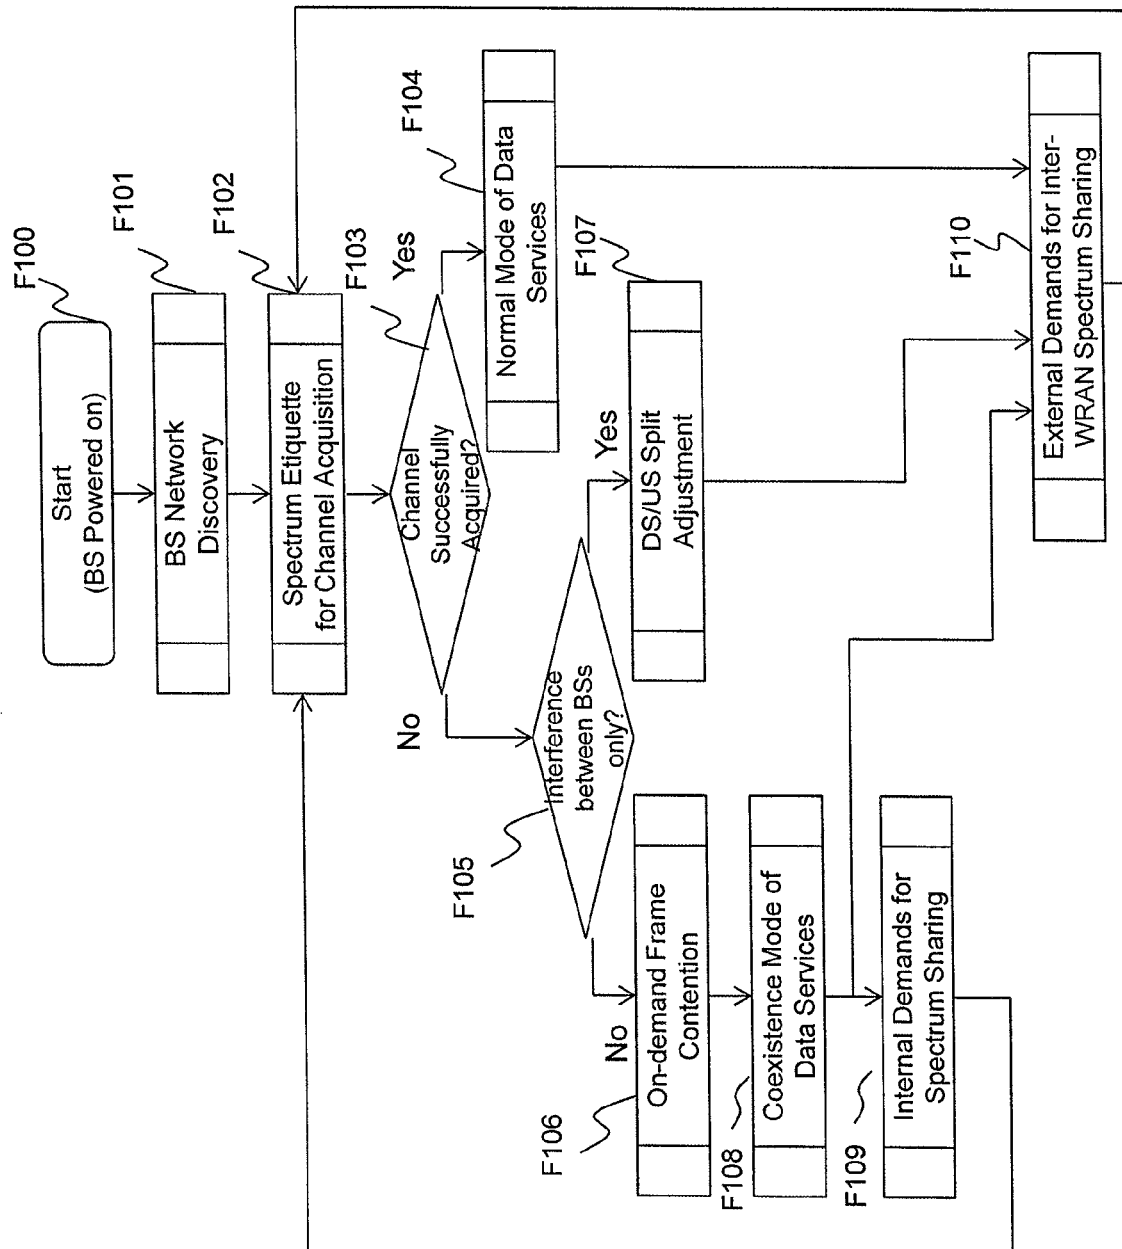 F100
Start
(BS Powered on)
F101
BS Network
Discovery
F102
Spectrum Etiquette
for Channel Acquisition
F103
Channel
Successfully
Acquired?
Yes
No
F104
Normal Mode of Data
Services
F105
Interference
between BSs
only?
Yes
No
F107
DS/US Split
Adjustment
F106
On-demand Frame
Contention
F108
Coexistence Mode of
Data Services
F109
Internal Demands for
Spectrum Sharing
F110
External Demands for Inter-
WRAN Spectrum Sharing